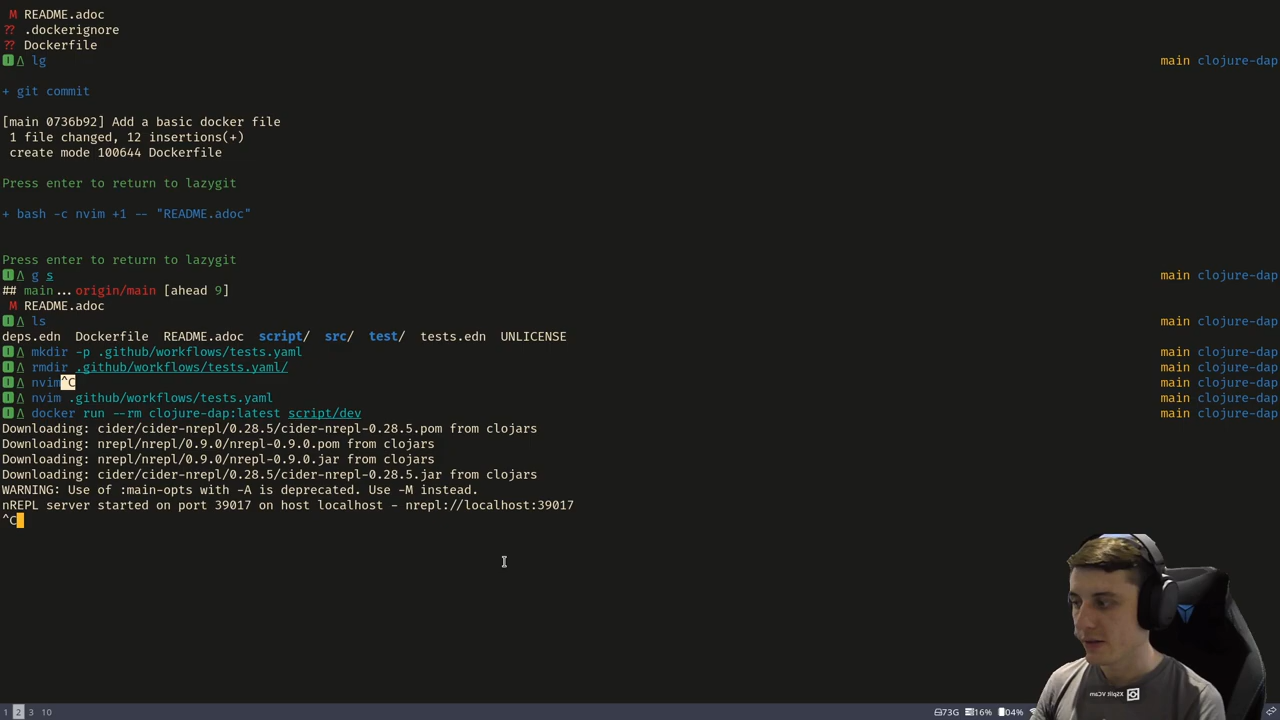 M README.adoc
?? .dockerignore
?? Dockerfile
I Λ lg main clojure-dap
+ git commit
[main 0736b92] Add a basic docker file
1 file changed, 12 insertions(+)
create mode 100644 Dockerfile
Press enter to return to lazygit
+ bash -c nvim +1 -- "README.adoc"
Press enter to return to lazygit
I Λ g s main clojure-dap
## main...origin/main [ahead 9]
M README.adoc
I Λ ls main clojure-dap
deps.edn Dockerfile README.adoc script/ src/ test/ tests.edn UNLICENSE
I Λ mkdir -p .github/workflows/tests.yaml main clojure-dap
I Λ rmdir .github/workflows/tests.yaml/ main clojure-dap
I Λ nvim^C main clojure-dap
I Λ nvim .github/workflows/tests.yaml main clojure-dap
I Λ docker run --rm clojure-dap:latest script/dev main clojure-dap
Downloading: cider/cider-nrepl/0.28.5/cider-nrepl-0.28.5.pom from clojars
Downloading: nrepl/nrepl/0.9.0/nrepl-0.9.0.pom from clojars
Downloading: nrepl/nrepl/0.9.0/nrepl-0.9.0.jar from clojars
Downloading: cider/cider-nrepl/0.28.5/cider-nrepl-0.28.5.jar from clojars
WARNING: Use of :main-opts with -A is deprecated. Use -M instead.
nREPL server started on port 39017 on host localhost - nrepl://localhost:39017
^C
XSplit VCam
1 2 3 10 73G 16% 04%